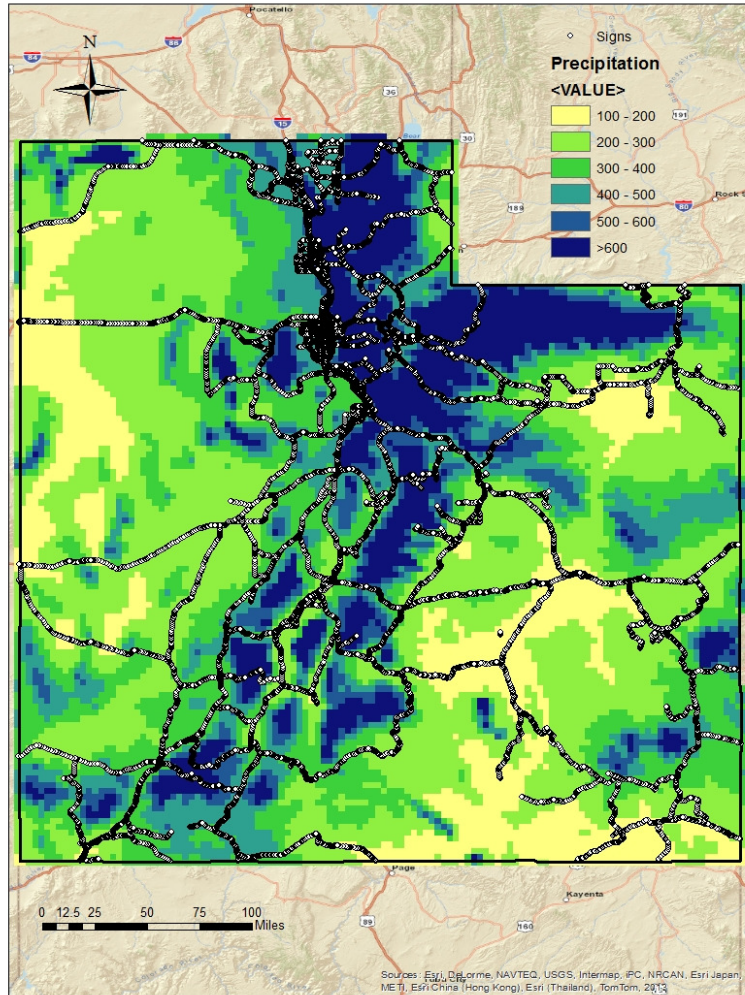 Pocatello
84
86
N
15
36
Bear
30
Signs
Precipitation
<VALUE>
191
100 - 200
200 - 300
300 - 400
400 - 500
500 - 600
>600
189
80
Rock S
Page
Kayenta
89
160
0 12.5 25 50 75 100
Miles
Sources: Esri, DeLorme, NAVTEQ, USGS, Intermap, iPC, NRCAN, Esri Japan,
METI, Esri China (Hong Kong), Esri (Thailand), TomTom, 2013